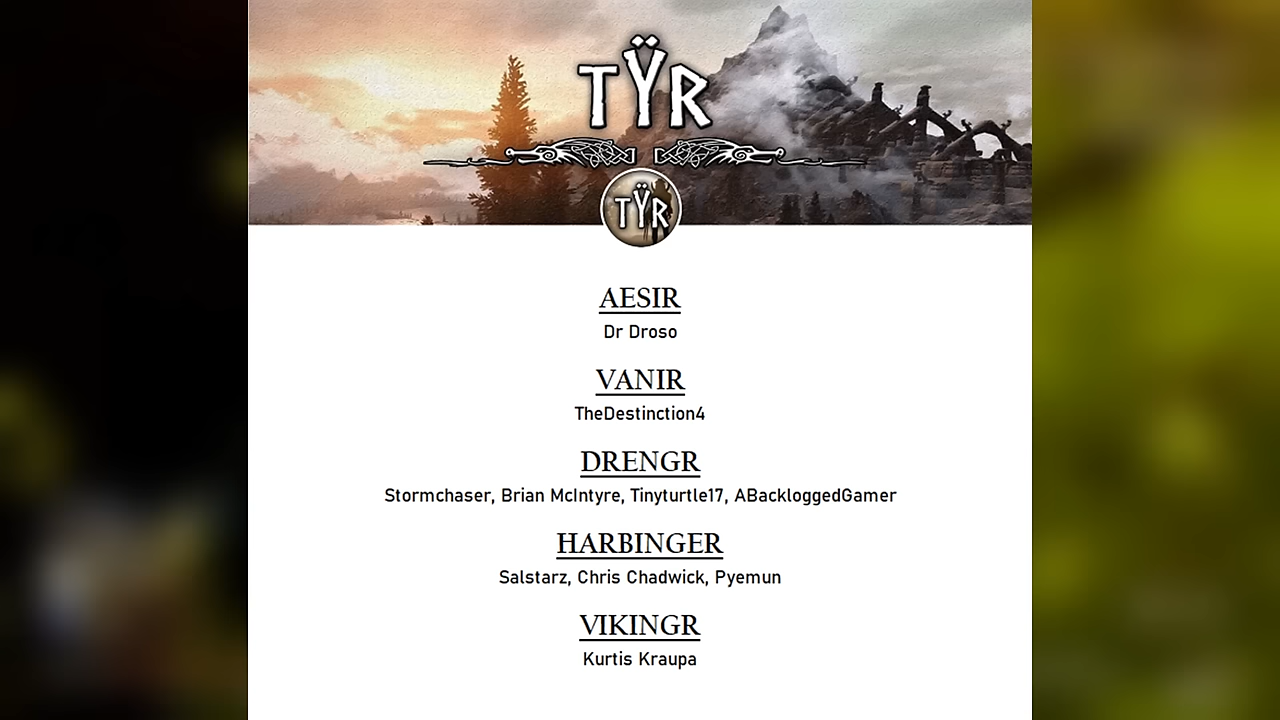 TŸR
TŸR
AESIR
Dr Droso
VANIR
TheDestinction4
DRENGR
Stormchaser, Brian McIntyre, Tinyturtle17, ABackloggedGamer
HARBINGER
Salstarz, Chris Chadwick, Pyemun
VIKINGR
Kurtis Kraupa